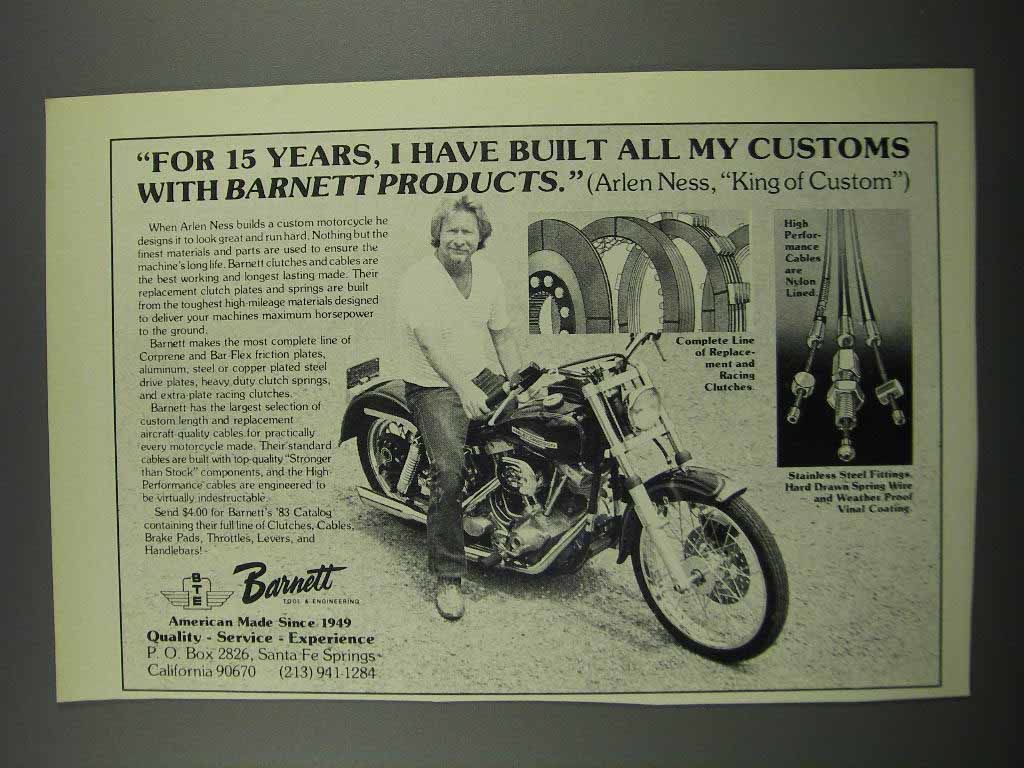 “FOR 15 YEARS, I HAVE BUILT ALL MY CUSTOMS
WITH BARNETT PRODUCTS.” (Arlen Ness, “King of Custom”)
When Arlen Ness builds a custom motorcycle he
designs it to look great and run hard. Nothing but the
finest materials and parts are used to ensure the
machine's long life. Barnett clutches and cables are
the best working and longest lasting made. Their
replacement clutch plates and springs are built
from the toughest high-mileage materials designed
to deliver your machines maximum horsepower
to the ground.
Barnett makes the most complete line of
Corprene and Bar-Flex friction plates,
aluminum, steel or copper plated steel
drive plates, heavy duty clutch springs,
and extra plate racing clutches.
Barnett has the largest selection of
custom length and replacement
aircraft-quality cables for practically
every motorcycle made. Their standard
cables are built with top-quality “Stronger
than Stock” components, and the High-
Performance cables are engineered to
be virtually indestructable.
Send $4.00 for Barnett's '83 Catalog
containing their full line of Clutches, Cables,
Brake Pads, Throttles, Levers, and
Handlebars!
BTE
Barnett
TOOL & ENGINEERING
American Made Since 1949
Quality - Service - Experience
P. O. Box 2826, Santa Fe Springs
California 90670 (213) 941-1284
Complete Line
of Replace-
ment and
Racing
Clutches.
High
Perfor-
mance
Cables
are
Nylon
Lined.
Stainless Steel Fittings,
Hard Drawn Spring Wire
and Weather Proof
Vinal Coating.